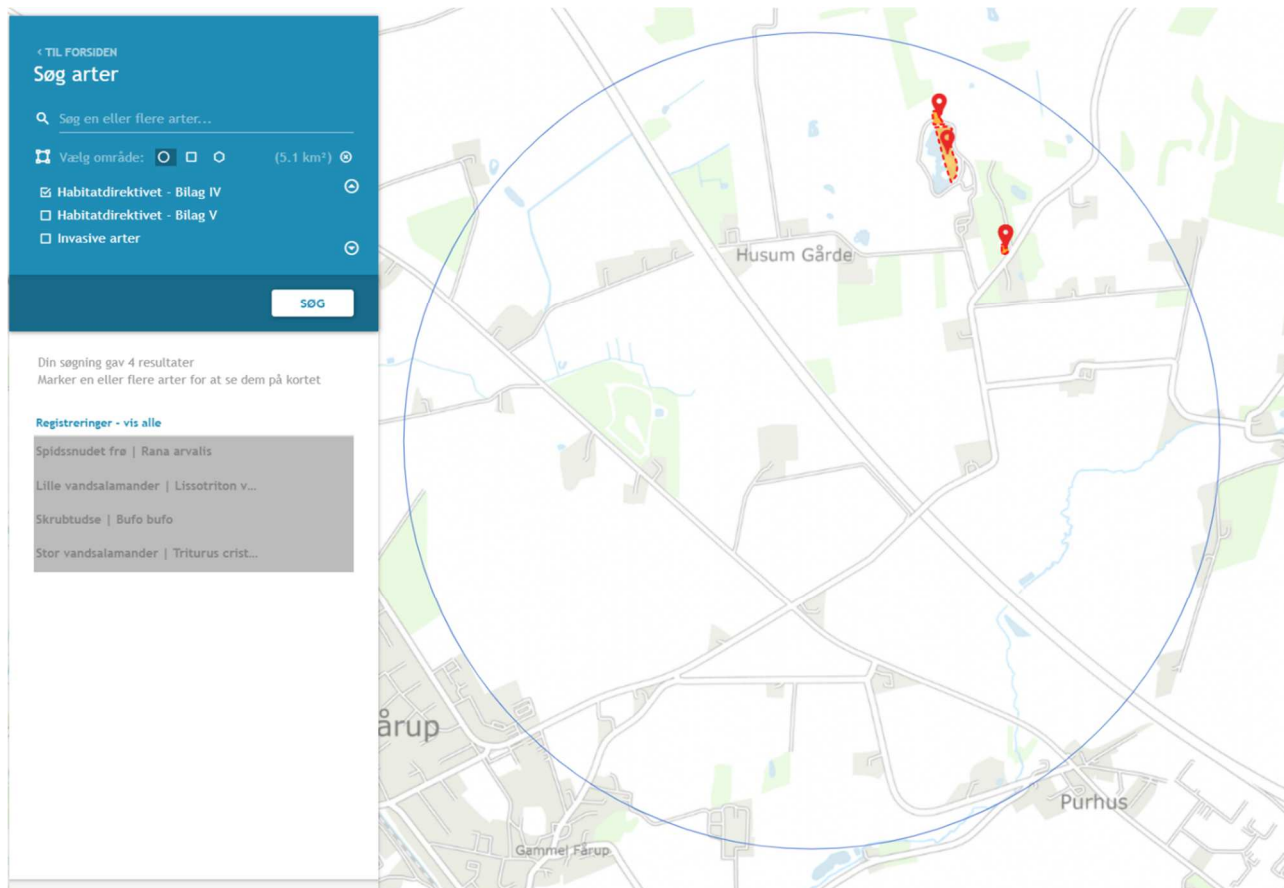 ‹ TIL FORSIDEN
Søg arter
Søg en eller flere arter...
Vælg område: (5.1 km²)
Habitatdirektivet - Bilag IV
Habitatdirektivet - Bilag V
Invasive arter
SØG
Din søgning gav 4 resultater
Marker en eller flere arter for at se dem på kortet
Registreringer - vis alle
Spidssnudet frø | Rana arvalis
Lille vandsalamander | Lissotriton v...
Skrubtudse | Bufo bufo
Stor vandsalamander | Triturus crist...
Husum Gårde
årup
Purhus
Gammel Fårup